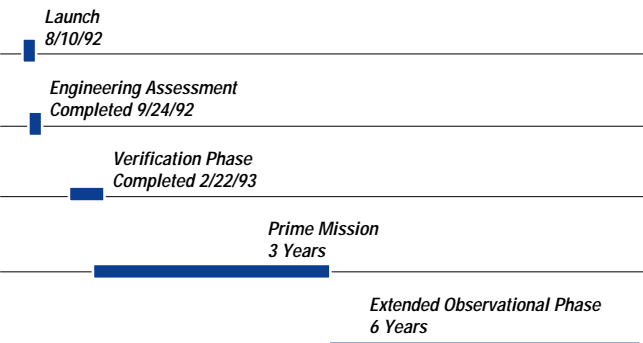 Launch
8/10/92
Engineering Assessment
Completed 9/24/92
Verification Phase
Completed 2/22/93
Prime Mission
3 Years
Extended Observational Phase
6 Years